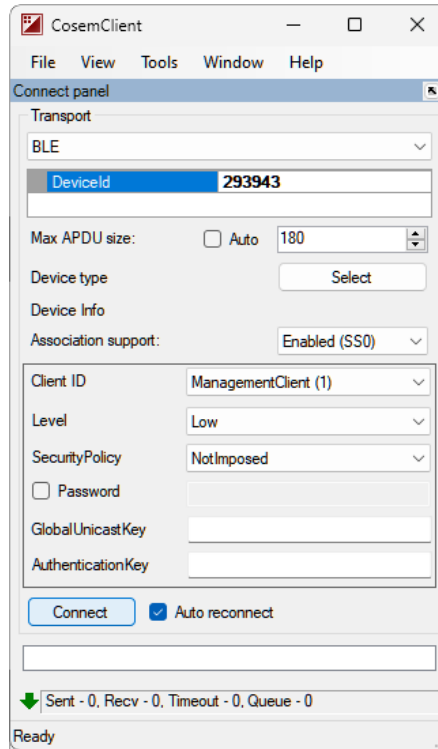 CosemClient
File View Tools Window Help
Connect panel
Transport
BLE
DeviceId 293943
Max APDU size: Auto 180
Device type Select
Device Info
Association support: Enabled (SS0)
Client ID ManagementClient (1)
Level Low
SecurityPolicy NotImposed
Password
GlobalUnicastKey
AuthenticationKey
Connect Auto reconnect
Sent - 0, Recv - 0, Timeout - 0, Queue - 0
Ready